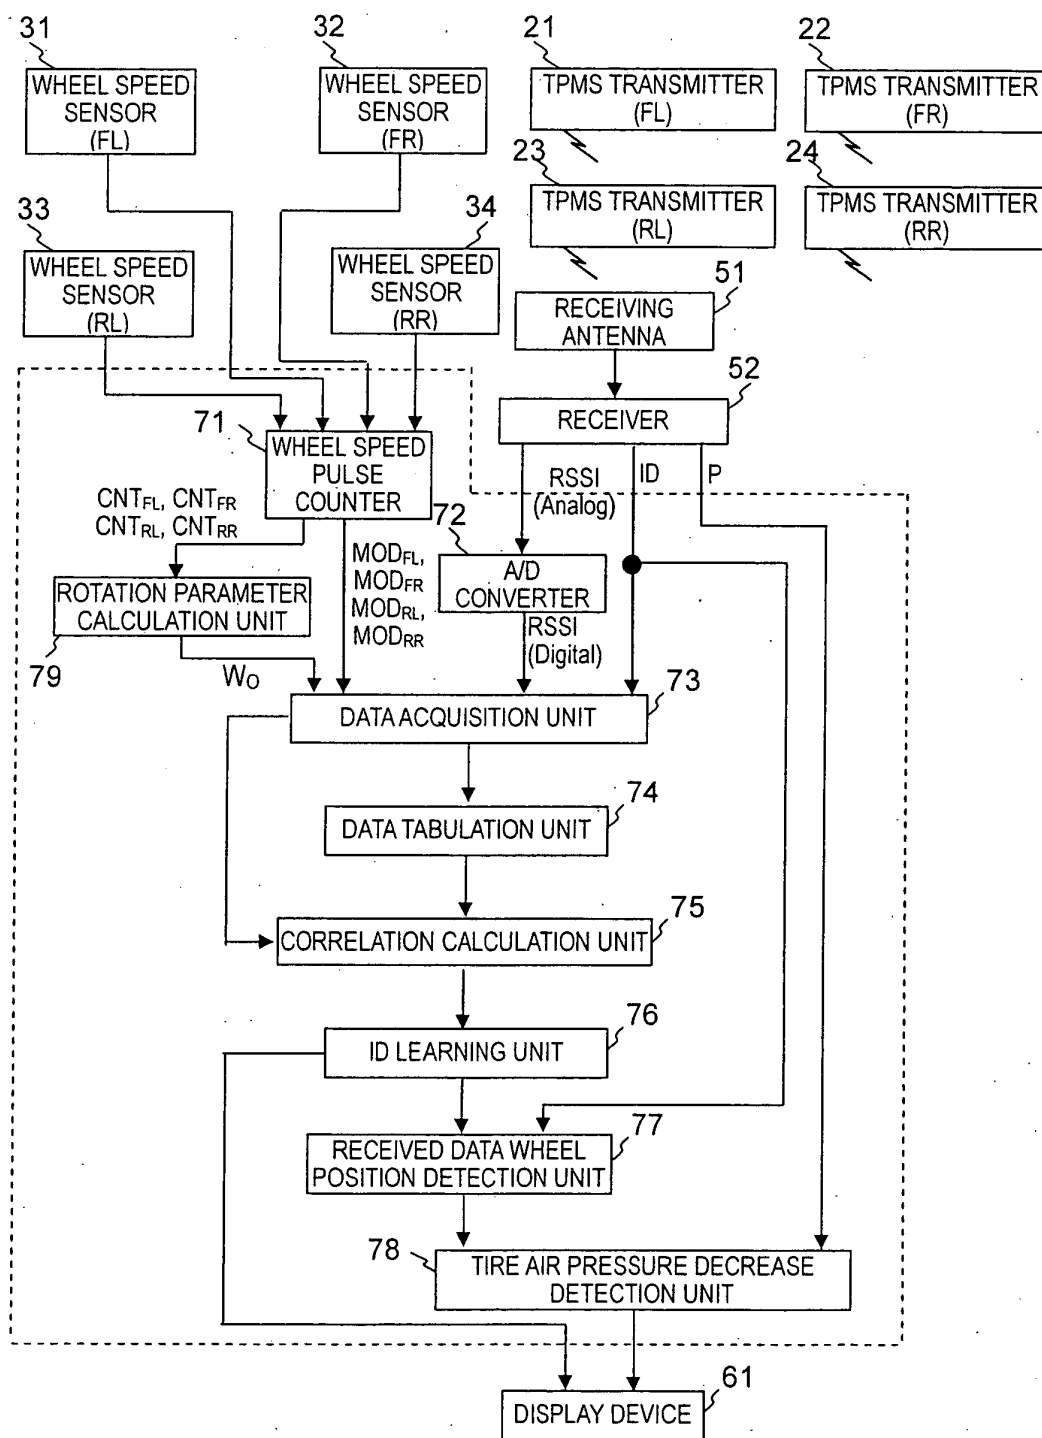 31
WHEEL SPEED
SENSOR
(FL)
32
WHEEL SPEED
SENSOR
(FR)
21
TPMS TRANSMITTER
(FL)
22
TPMS TRANSMITTER
(FR)
33
WHEEL SPEED
SENSOR
(RL)
34
WHEEL SPEED
SENSOR
(RR)
23
TPMS TRANSMITTER
(RL)
24
TPMS TRANSMITTER
(RR)
51
RECEIVING
ANTENNA
52
RECEIVER
71
WHEEL SPEED
PULSE
COUNTER
CNTFL, CNTFR
CNTRL, CNTRR
MODFL,
MODFR
MODRL,
MODRR
RSSI
(Analog)
ID
P
72
A/D
CONVERTER
RSSI
(Digital)
ROTATION PARAMETER
CALCULATION UNIT
79
WO
73
DATA ACQUISITION UNIT
74
DATA TABULATION UNIT
75
CORRELATION CALCULATION UNIT
76
ID LEARNING UNIT
77
RECEIVED DATA WHEEL
POSITION DETECTION UNIT
78
TIRE AIR PRESSURE DECREASE
DETECTION UNIT
61
DISPLAY DEVICE